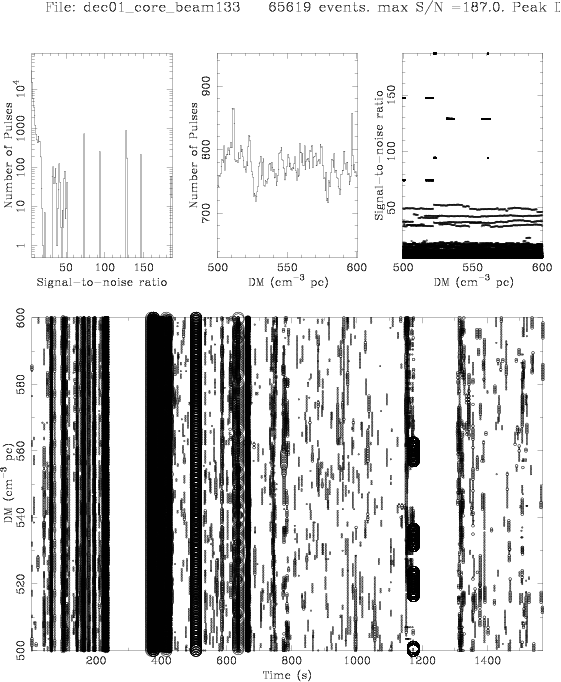 File: dec01_core_beam133 65619 events. max S/N =187.0. Peak D
Number of Pulses
1 10 100 1000 10⁴
50 100 150
Signal-to-noise ratio
Number of Pulses
700 800 900
500 550 600
DM (cm⁻³ pc)
Signal-to-noise ratio
50 100 150
500 550 600
DM (cm⁻³ pc)
DM (cm⁻³ pc)
500 520 540 560 580 600
200 400 600 800 1000 1200 1400
Time (s)